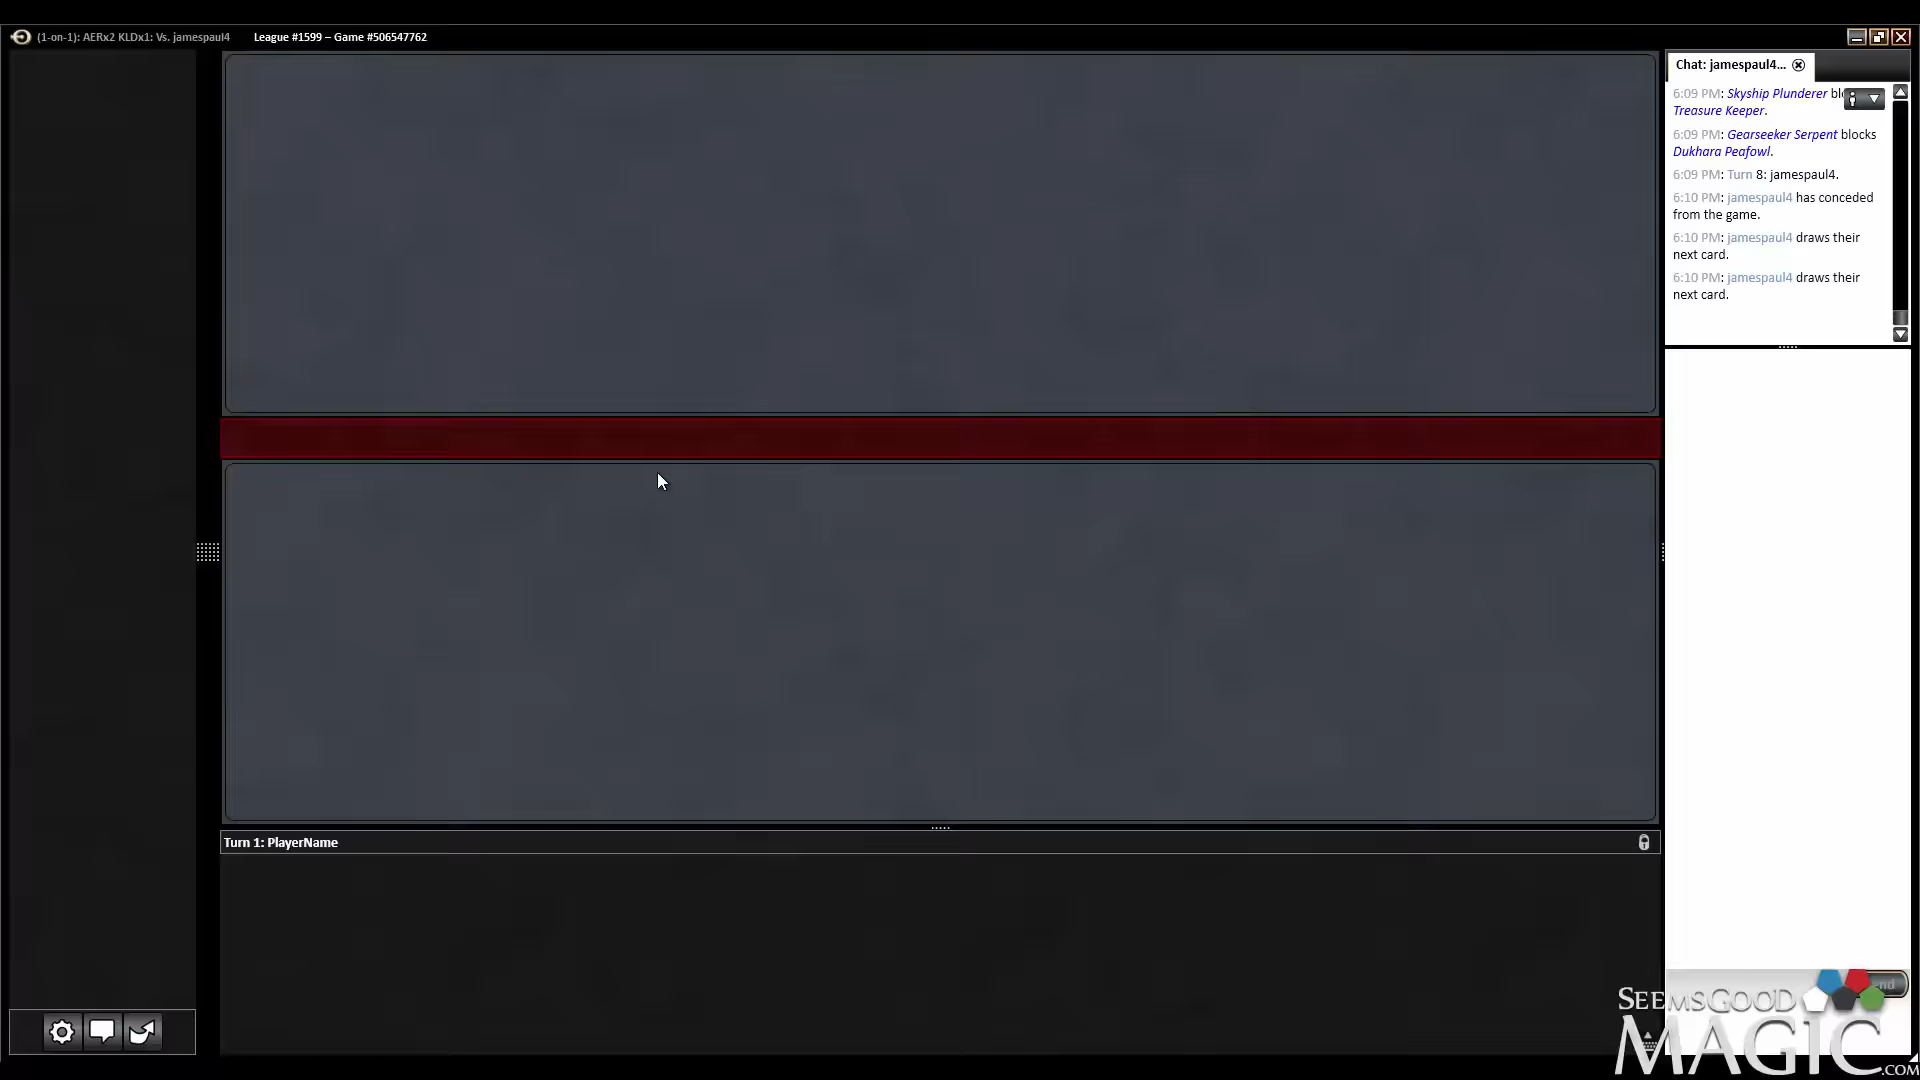 (1-on-1): AERx2 KLDx1: Vs. jamespaul4
League #1599 – Game #506547762
Chat: jamespaul4...
6:09 PM: Skyship Plunderer
Treasure Keeper.
6:09 PM: Gearseeker Serpent blocks
Dukhara Peafowl.
6:09 PM: Turn 8: jamespaul4.
6:10 PM: jamespaul4 has conceded
from the game.
6:10 PM: jamespaul4 draws their
next card.
6:10 PM: jamespaul4 draws their
next card.
Turn 1: PlayerName
SEEMSGOOD
MAGIC.COM